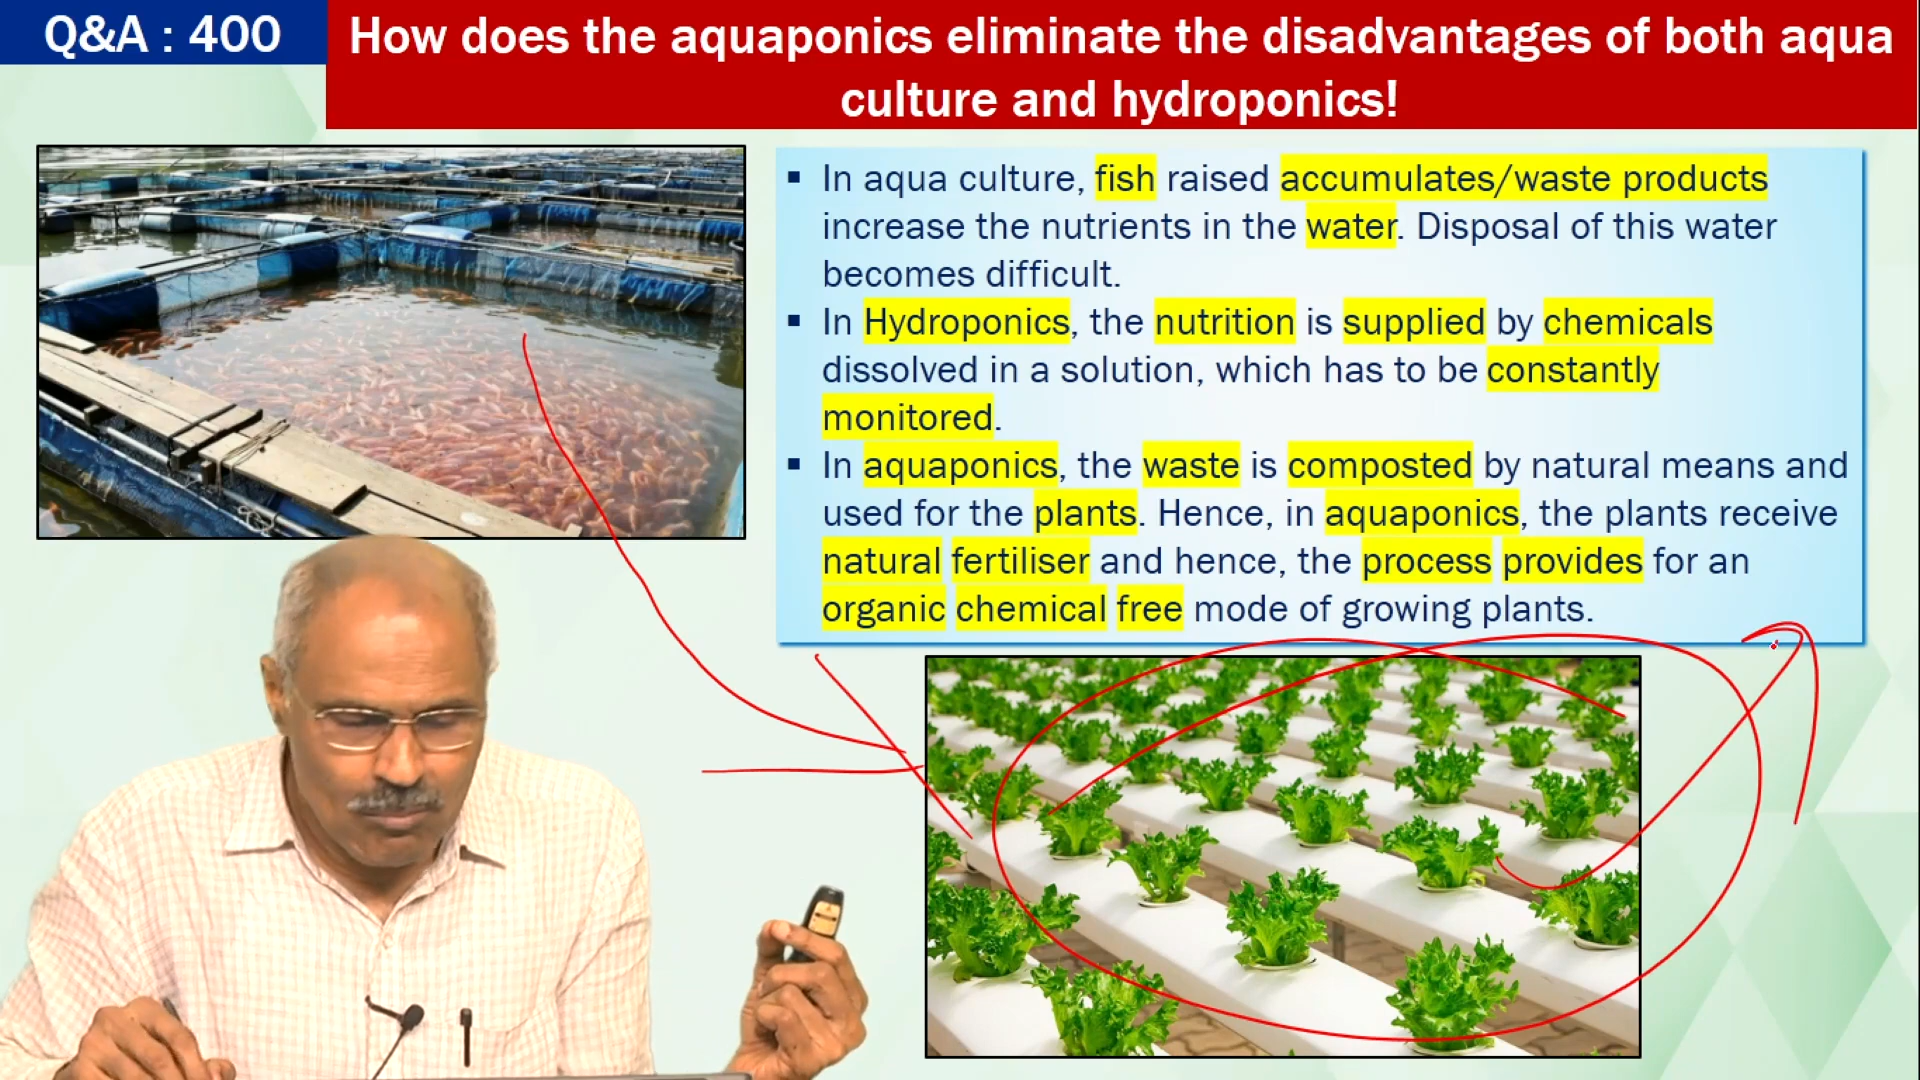 Q&A : 400
How does the aquaponics eliminate the disadvantages of both aqua
culture and hydroponics!
▪ In aqua culture, fish raised accumulates/waste products
increase the nutrients in the water. Disposal of this water
becomes difficult.
▪ In Hydroponics, the nutrition is supplied by chemicals
dissolved in a solution, which has to be constantly
monitored.
▪ In aquaponics, the waste is composted by natural means and
used for the plants. Hence, in aquaponics, the plants receive
natural fertiliser and hence, the process provides for an
organic chemical free mode of growing plants.